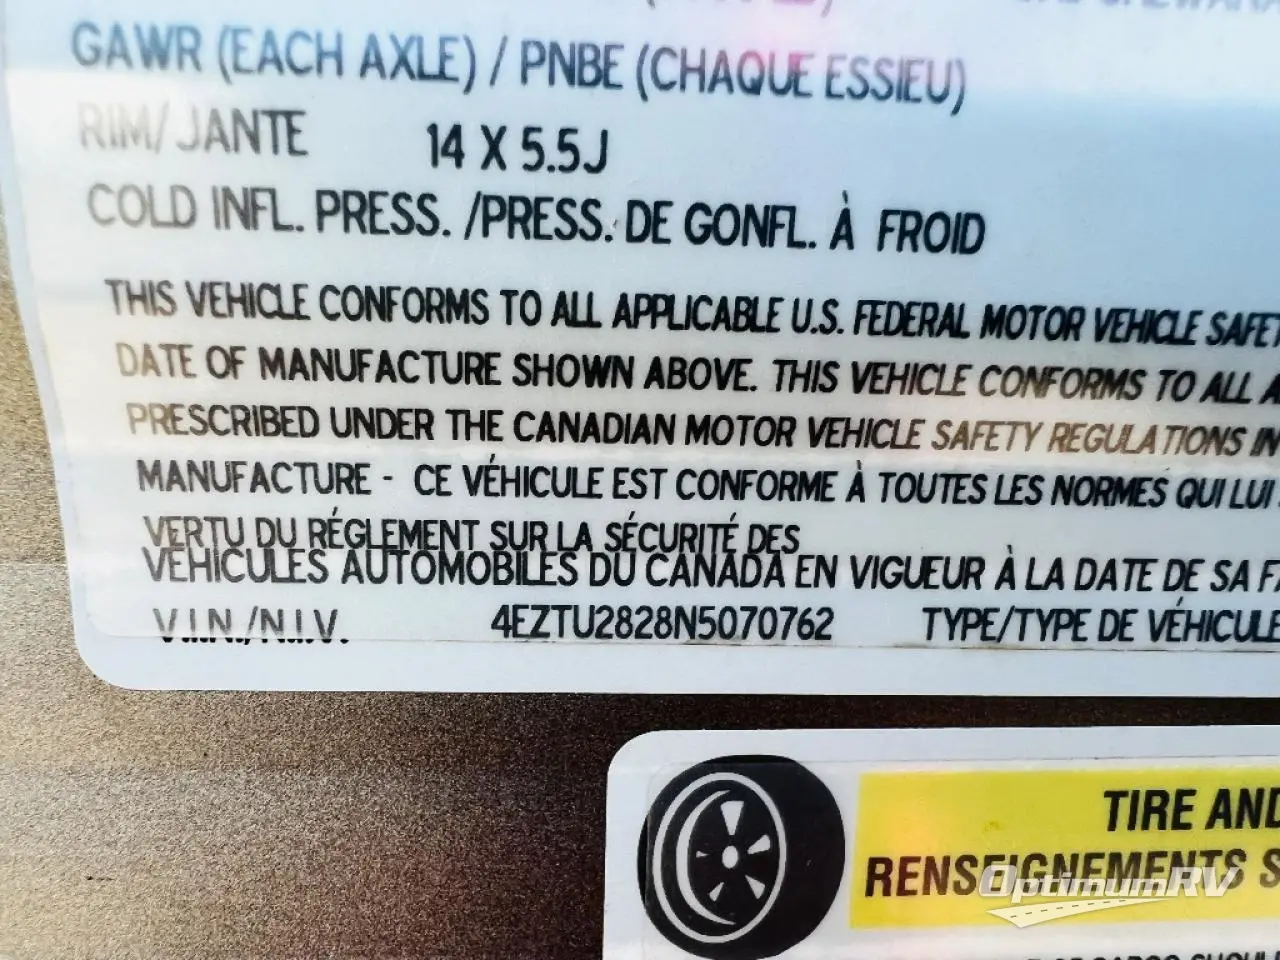 GAWR (EACH AXLE) / PNBE (CHAQUE ESSIEU)
RIM/JANTE 14 X 5.5J
COLD INFL. PRESS. /PRESS. DE GONFL. À FROID
THIS VEHICLE CONFORMS TO ALL APPLICABLE U.S. FEDERAL MOTOR VEHICLE SAFET
DATE OF MANUFACTURE SHOWN ABOVE. THIS VEHICLE CONFORMS TO ALL A
PRESCRIBED UNDER THE CANADIAN MOTOR VEHICLE SAFETY REGULATIONS IN
MANUFACTURE - CE VÉHICULE EST CONFORME À TOUTES LES NORMES QUI LUI
VERTU DU RÉGLEMENT SUR LA SÉCURITÉ DES
VÉHICULES AUTOMOBILES DU CANADA EN VIGUEUR À LA DATE DE SA FA
V.I.N./N.I.V. 4EZTU2828N5070762 TYPE/TYPE DE VÉHICULE
TIRE AND
RENSEIGNEMENTS S
OptimumRV